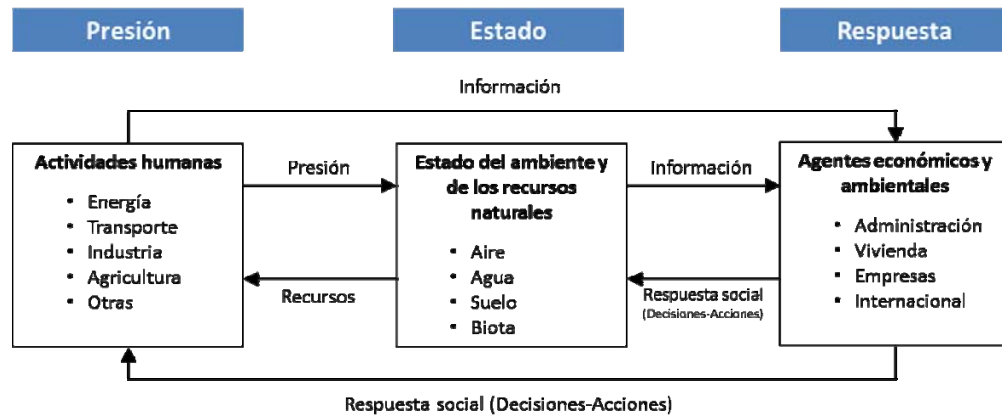 Presión
Estado
Respuesta
Información
Actividades humanas
▪ Energía
▪ Transporte
▪ Industria
▪ Agricultura
▪ Otras
Presión
Recursos
Estado del ambiente y
de los recursos
naturales
▪ Aire
▪ Agua
▪ Suelo
▪ Biota
Información
Respuesta social
(Decisiones-Acciones)
Agentes económicos y
ambientales
▪ Administración
▪ Vivienda
▪ Empresas
▪ Internacional
Respuesta social (Decisiones-Acciones)